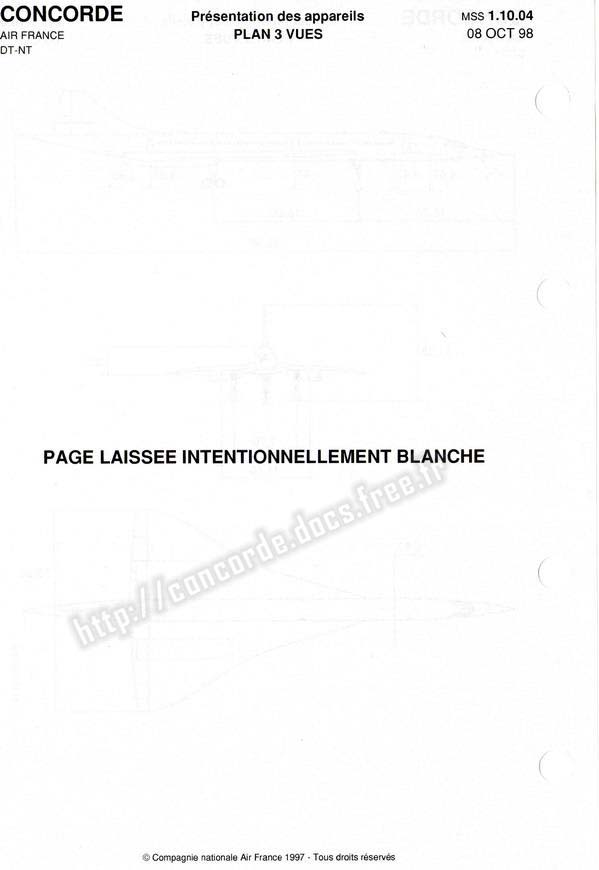 CONCORDE
AIR FRANCE
DT-NT
Présentation des appareils
PLAN 3 VUES
MSS 1.10.04
08 OCT 98
PAGE LAISSEE INTENTIONNELLEMENT BLANCHE
http://concorde.docs.free.fr
© Compagnie nationale Air France 1997 - Tous droits réservés